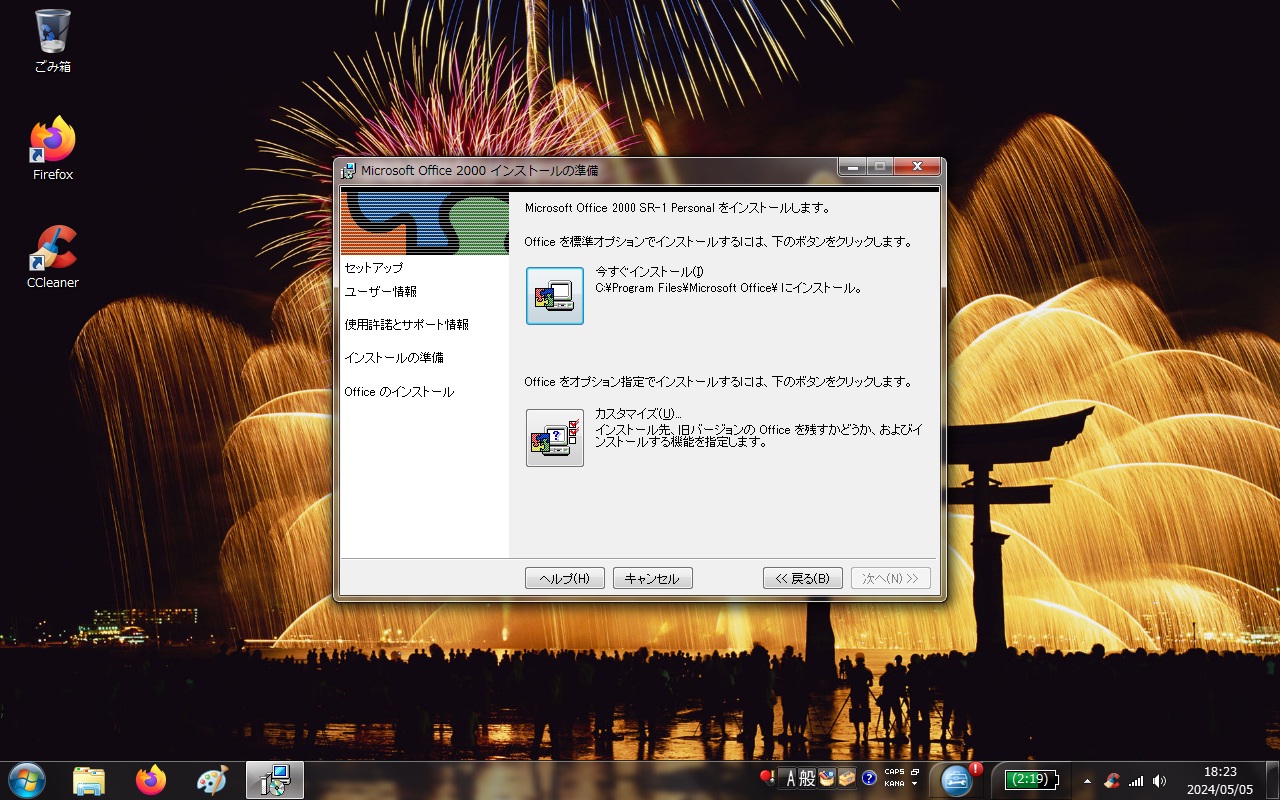 ごみ箱
Firefox
CCleaner
Microsoft Office 2000 インストールの準備
セットアップ
ユーザー情報
使用許諾とサポート情報
インストールの準備
Office のインストール
Microsoft Office 2000 SR-1 Personal をインストールします。
Office を標準オプションでインストールするには、下のボタンをクリックします。
今すぐインストール(I)
C:¥Program Files¥Microsoft Office¥ にインストール。
Office をオプション指定でインストールするには、下のボタンをクリックします。
カスタマイズ(U)...
インストール先、旧バージョンの Office を残すかどうか、およびイ
ンストールする機能を指定します。
ヘルプ(H)
キャンセル
<< 戻る(B)
次へ(N) >>
A 般
CAPS
KANA
(2:19)
18:23
2024/05/05